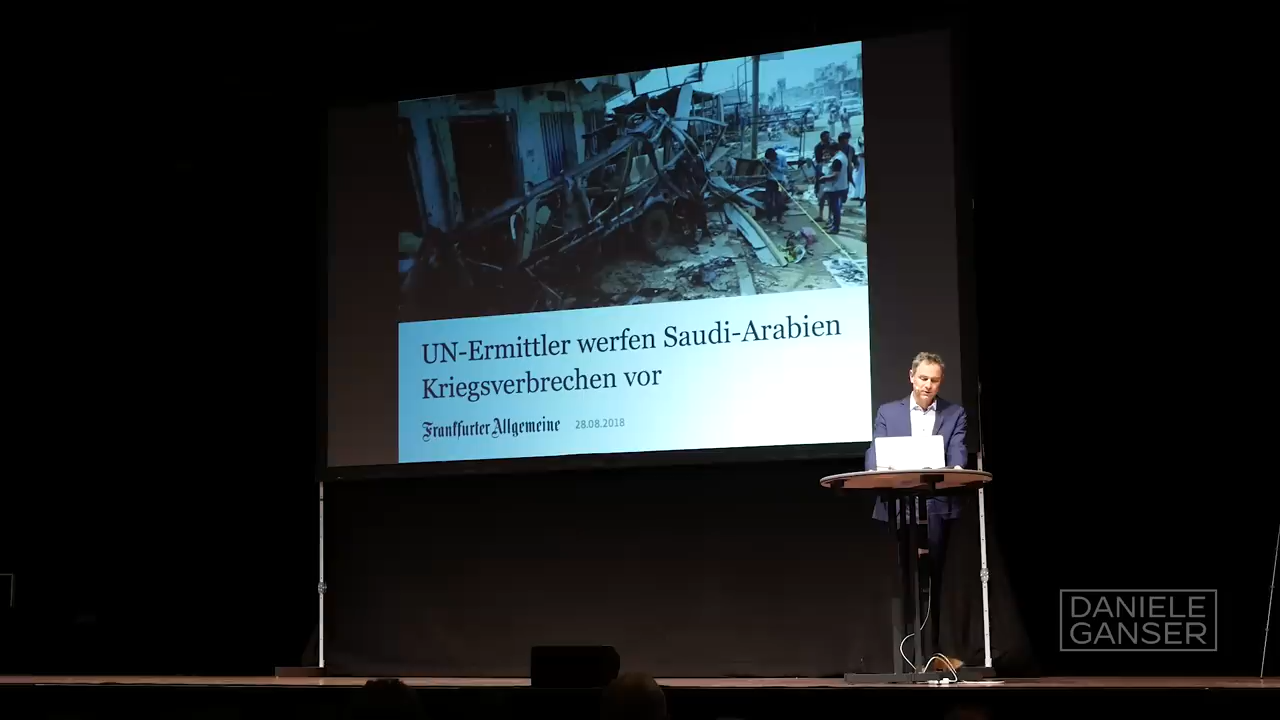 UN-Ermittler werfen Saudi-Arabien
Kriegsverbrechen vor
Frankfurter Allgemeine 28.08.2018
DANIELE
GANSER